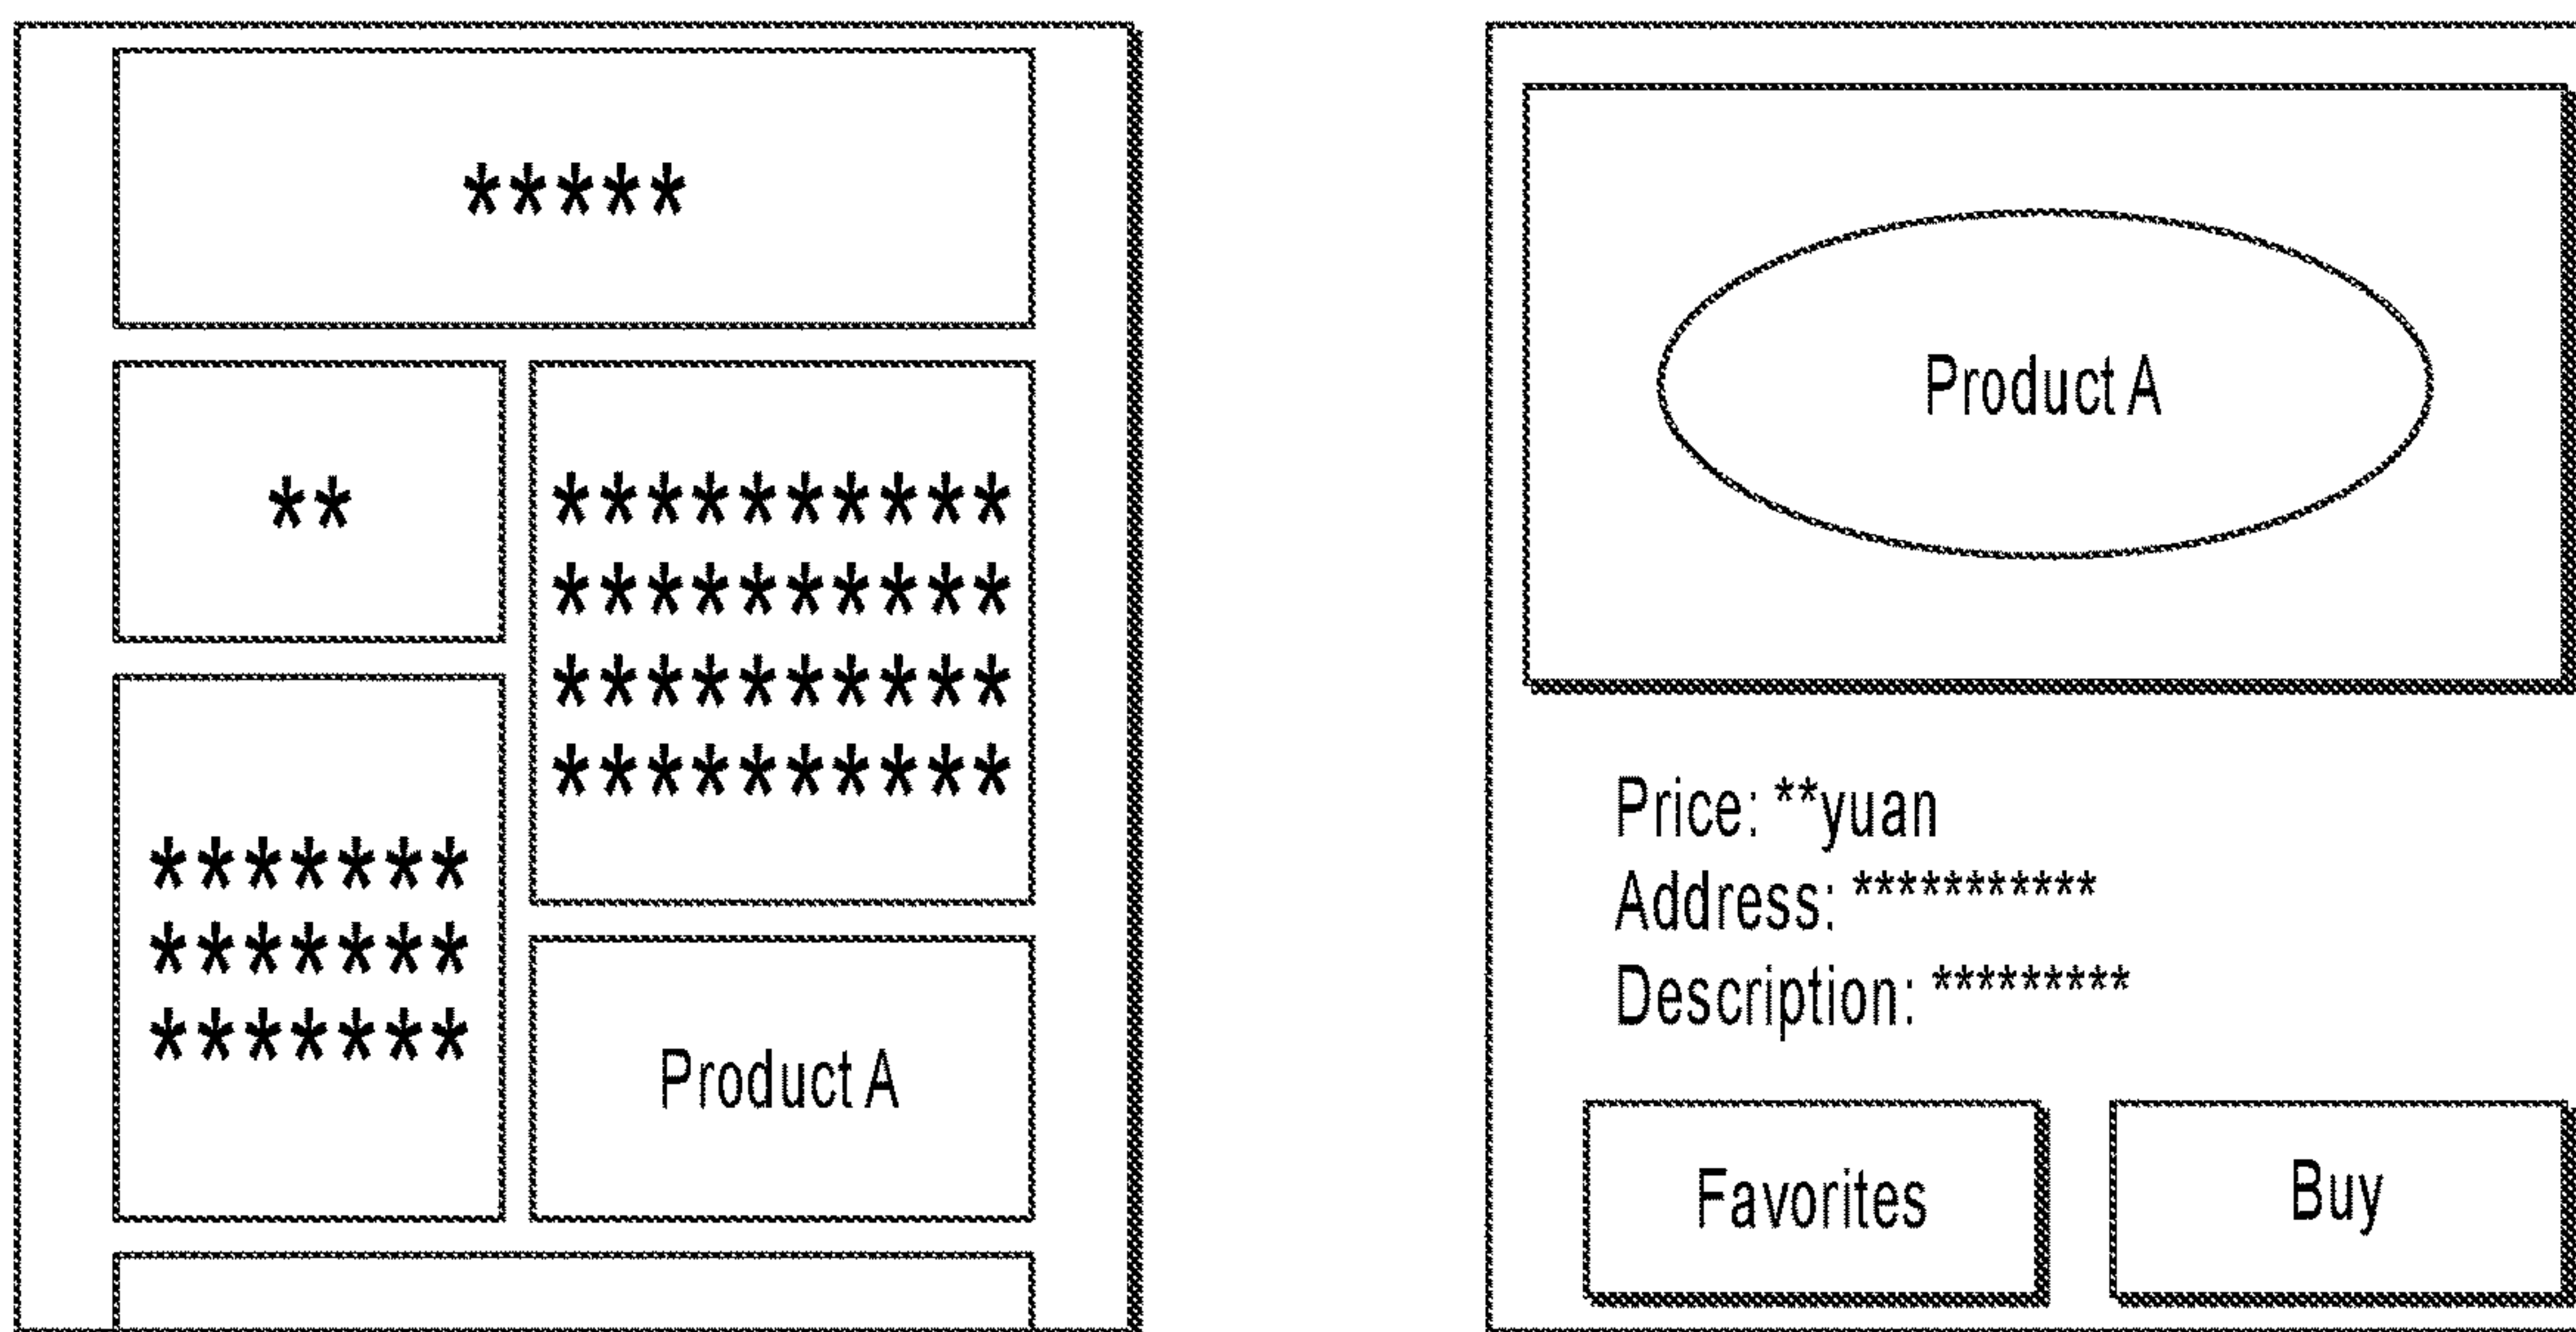 *****
**
**********
**********
**********
**********
*******
*******
*******
Product A
Product A
Price: **yuan
Address: ***********
Description: *********
Favorites
Buy